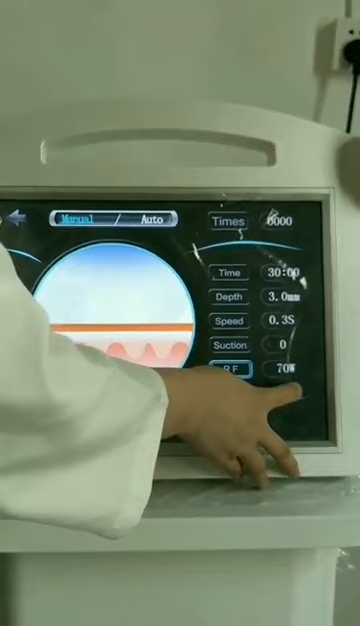 Manual / Auto
Times 0000
Time 30:00
Depth 3.0mm
Speed 0.3S
Suction 0
RF 70W